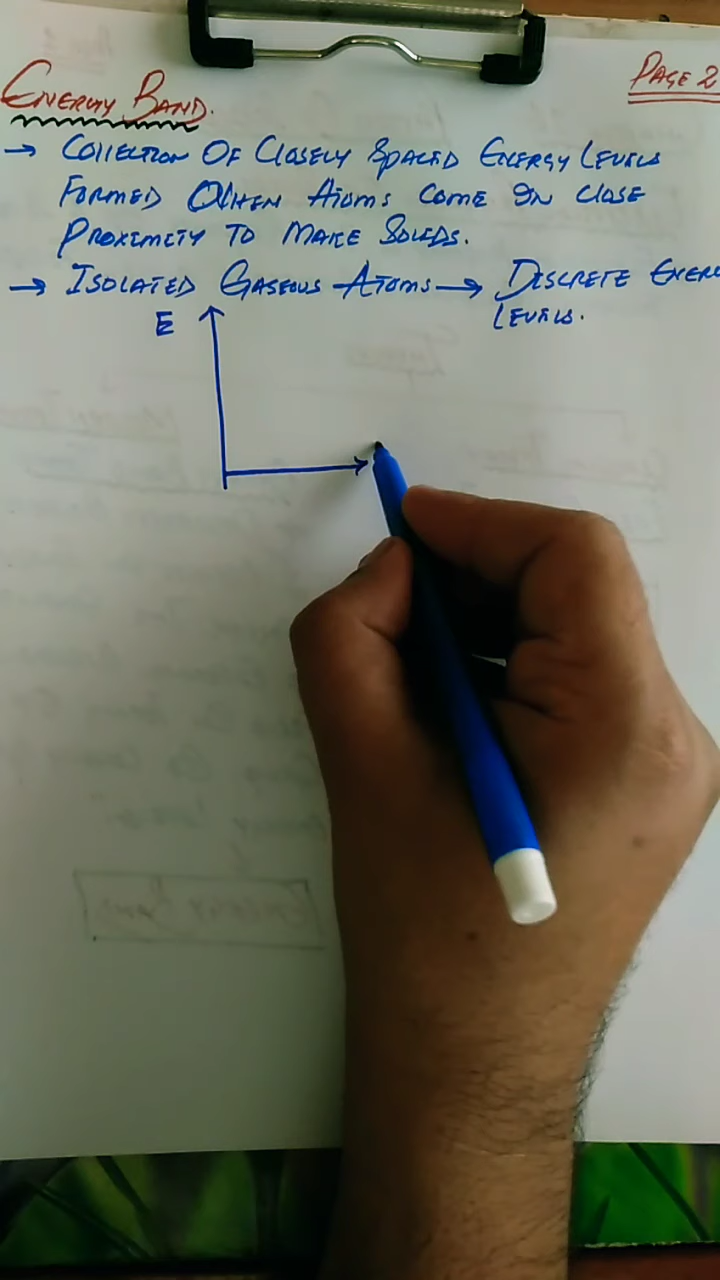 PAGE 2
ENERGY BAND.
→ COLLECTION OF CLOSELY SPACED ENERGY LEVELS
FORMED WHEN ATOMS COME IN CLOSE
PROXIMITY TO MAKE SOLIDS.
→ ISOLATED GASEOUS ATOMS → DISCRETE ENER
LEVELS.
E